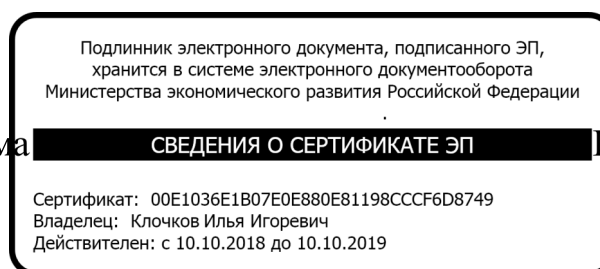 Подлинник электронного документа, подписанного ЭП,
хранится в системе электронного документооборота
Министерства экономического развития Российской Федерации
.
СВЕДЕНИЯ О СЕРТИФИКАТЕ ЭП
Сертификат: 00E1036E1B07E0E880E81198CCCF6D8749
Владелец: Клочков Илья Игоревич
Действителен: с 10.10.2018 до 10.10.2019